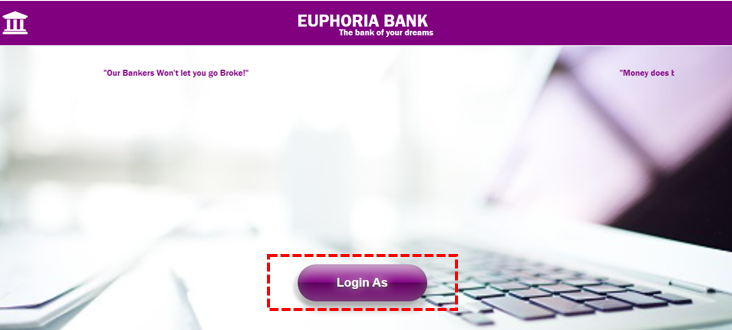 EUPHORIA BANK
The bank of your dreams
"Our Bankers Won't let you go Broke!"
"Money does
Login As